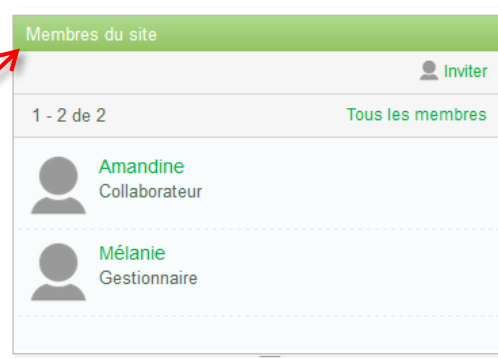 Membres du site
Inviter
1 - 2 de 2 Tous les membres
Amandine
Collaborateur
Mélanie
Gestionnaire